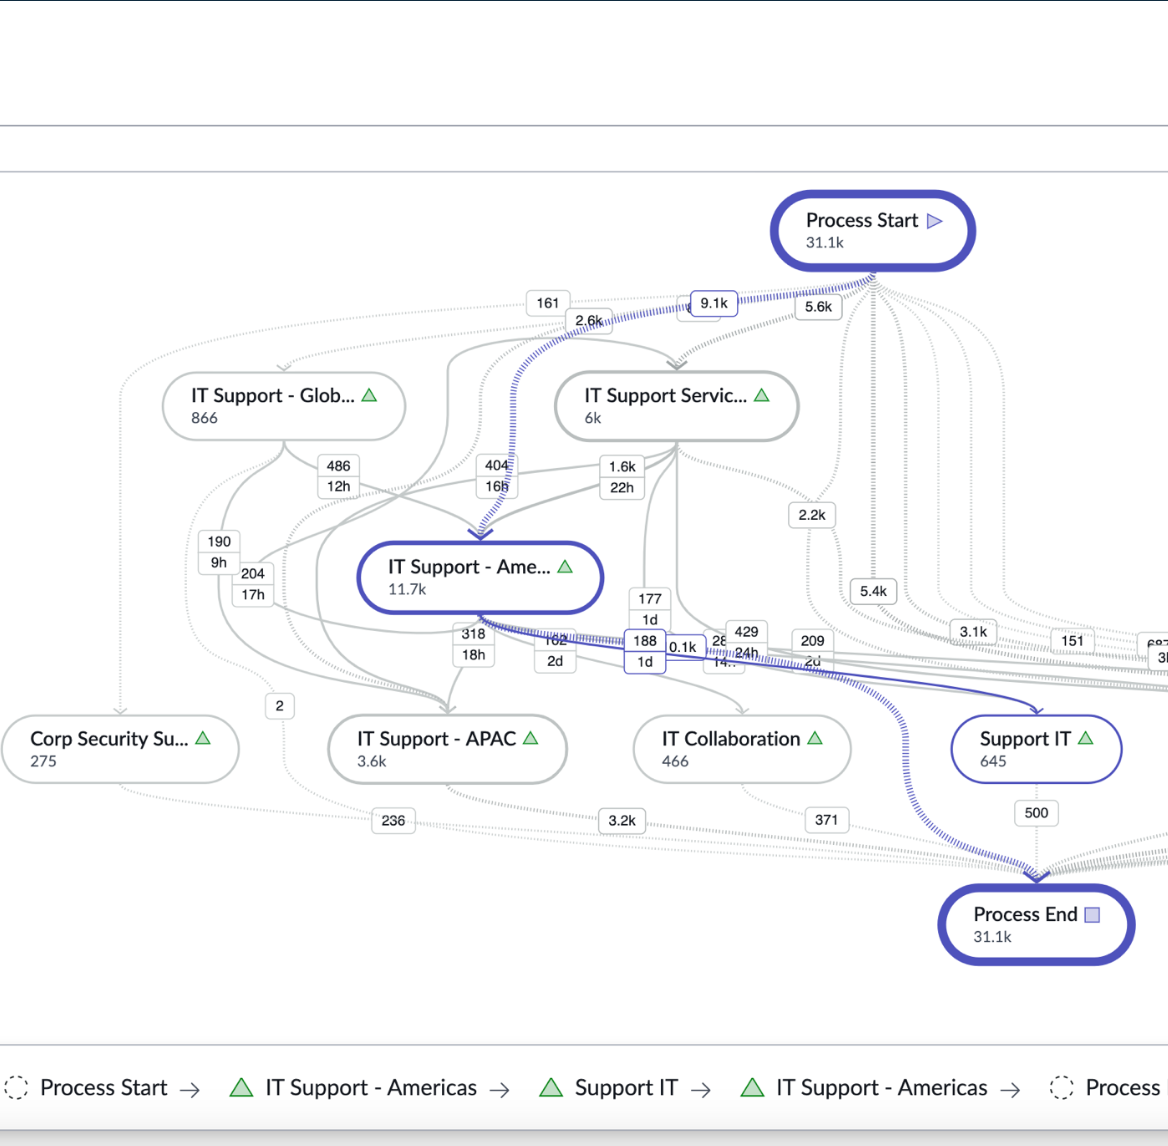 Process Start
31.1k
161
9.1k
5.6k
2.6k
IT Support - Glob...
866
IT Support Servic...
6k
486
12h
404
16h
1.6k
22h
2.2k
190
9h
204
17h
IT Support - Ame...
11.7k
5.4k
177
1d
318
18h
162
2d
188
1d
0.1k
28
14..
429
24h
209
2d
3.1k
151
687
2
Corp Security Su...
275
IT Support - APAC
3.6k
IT Collaboration
466
Support IT
645
236
3.2k
371
500
Process End
31.1k
Process Start → IT Support - Americas → Support IT → IT Support - Americas → Process